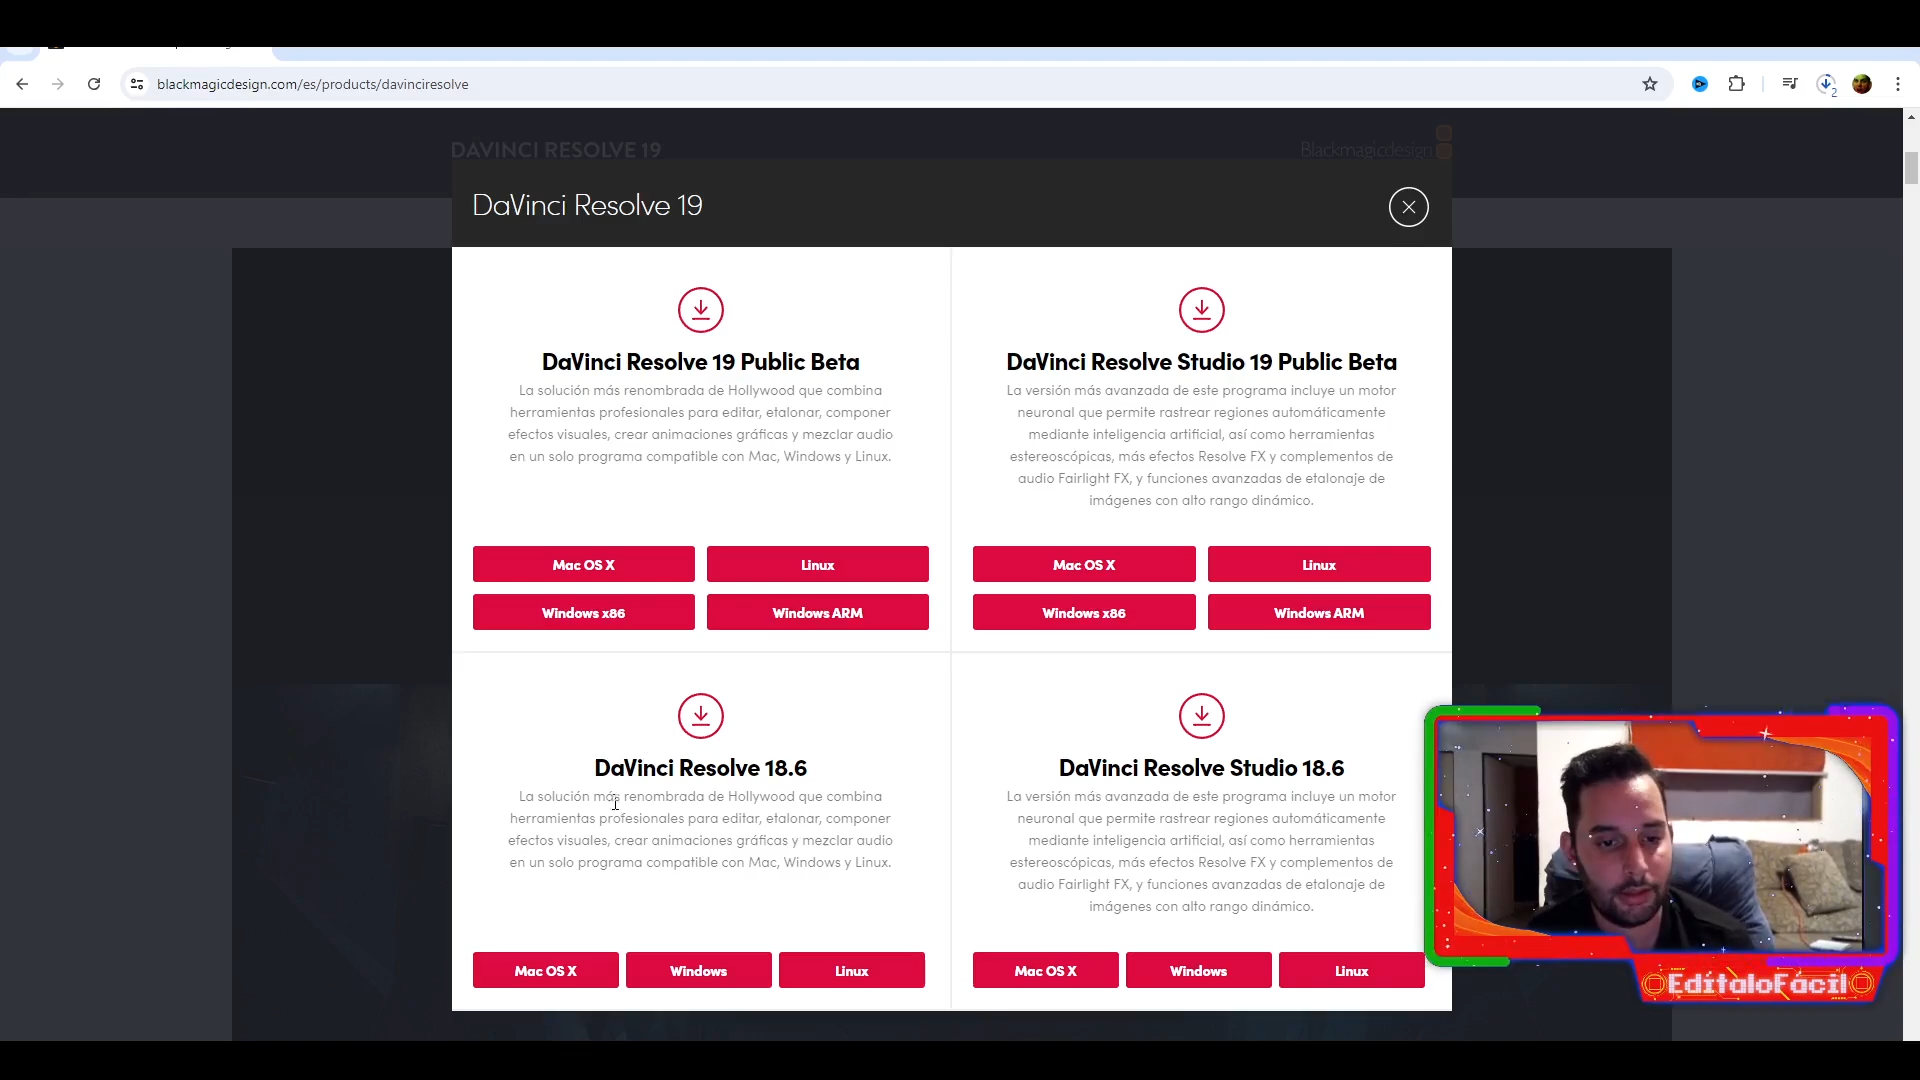 blackmagicdesign.com/es/products/davinciresolve
2
DAVINCI RESOLVE 19
Blackmagicdesign
DaVinci Resolve 19
DaVinci Resolve 19 Public Beta
La solución más renombrada de Hollywood que combina
herramientas profesionales para editar, etalonar, componer
efectos visuales, crear animaciones gráficas y mezclar audio
en un solo programa compatible con Mac, Windows y Linux.
Mac OS X
Linux
Windows x86
Windows ARM
DaVinci Resolve Studio 19 Public Beta
La versión más avanzada de este programa incluye un motor
neuronal que permite rastrear regiones automáticamente
mediante inteligencia artificial, así como herramientas
estereoscópicas, más efectos Resolve FX y complementos de
audio Fairlight FX, y funciones avanzadas de etalonaje de
imágenes con alto rango dinámico.
Mac OS X
Linux
Windows x86
Windows ARM
DaVinci Resolve 18.6
La solución más renombrada de Hollywood que combina
herramientas profesionales para editar, etalonar, componer
efectos visuales, crear animaciones gráficas y mezclar audio
en un solo programa compatible con Mac, Windows y Linux.
Mac OS X
Windows
Linux
DaVinci Resolve Studio 18.6
La versión más avanzada de este programa incluye un motor
neuronal que permite rastrear regiones automáticamente
mediante inteligencia artificial, así como herramientas
estereoscópicas, más efectos Resolve FX y complementos de
audio Fairlight FX, y funciones avanzadas de etalonaje de
imágenes con alto rango dinámico.
Mac OS X
Windows
Linux
EdítaloFácil